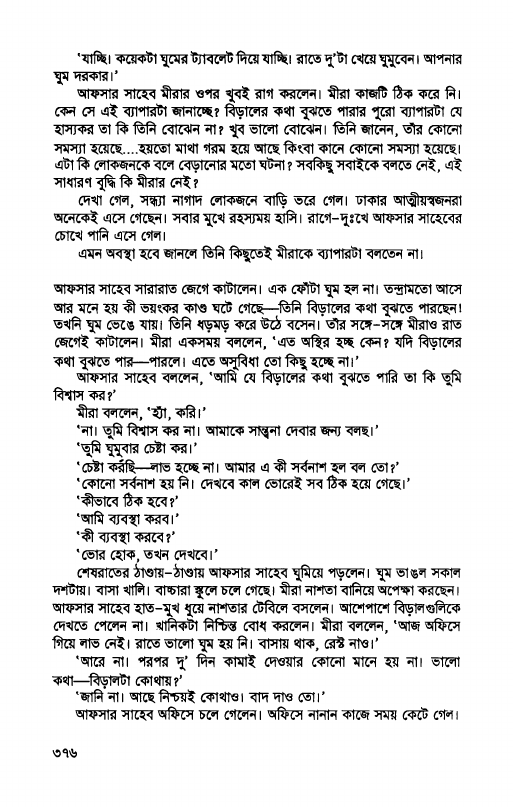 ‘যাচ্ছি। কয়েকটা ঘুমের ট্যাবলেট দিয়ে যাচ্ছি। রাতে দু’টা খেয়ে ঘুমুবেন। আপনার
ঘুম দরকার।’
আফসার সাহেব মীরার ওপর খুবই রাগ করলেন। মীরা কাজটি ঠিক করে নি।
কেন সে এই ব্যাপারটা জানাচ্ছে? বিড়ালের কথা বুঝতে পারার পুরো ব্যাপারটা যে
হাস্যকর তা কি তিনি বোঝেন না? খুব ভালো বোঝেন। তিনি জানেন, তাঁর কোনো
সমস্যা হয়েছে....হয়তো মাথা গরম হয়ে আছে কিংবা কানে কোনো সমস্যা হয়েছে।
এটা কি লোকজনকে বলে বেড়ানোর মতো ঘটনা? সবকিছু সবাইকে বলতে নেই, এই
সাধারণ বুদ্ধি কি মীরার নেই?
দেখা গেল, সন্ধ্যা নাগাদ লোকজনে বাড়ি ভরে গেল। ঢাকার আত্মীয়স্বজনরা
অনেকেই এসে গেছেন। সবার মুখে রহস্যময় হাসি। রাগে-দুঃখে আফসার সাহেবের
চোখে পানি এসে গেল।
এমন অবস্থা হবে জানলে তিনি কিছুতেই মীরাকে ব্যাপারটা বলতেন না।
আফসার সাহেব সারারাত জেগে কাটালেন। এক ফোঁটা ঘুম হল না। তন্দ্রামতো আসে
আর মনে হয় কী ভয়ংকর কাণ্ড ঘটে গেছে—তিনি বিড়ালের কথা বুঝতে পারছেন!
তখনি ঘুম ভেঙে যায়। তিনি ধড়মড় করে উঠে বসেন। তাঁর সঙ্গে-সঙ্গে মীরাও রাত
জেগেই কাটালেন। মীরা একসময় বললেন, ‘এত অস্থির হচ্ছ কেন? যদি বিড়ালের
কথা বুঝতে পার—পারলে। এতে অসুবিধা তো কিছু হচ্ছে না।’
আফসার সাহেব বললেন, ‘আমি যে বিড়ালের কথা বুঝতে পারি তা কি তুমি
বিশ্বাস কর?’
মীরা বললেন, ‘হ্যাঁ, করি।’
‘না। তুমি বিশ্বাস কর না। আমাকে সান্ত্বনা দেবার জন্য বলছ।’
‘তুমি ঘুমুবার চেষ্টা কর।’
‘চেষ্টা করছি—লাভ হচ্ছে না। আমার এ কী সর্বনাশ হল বল তো?’
‘কোনো সর্বনাশ হয় নি। দেখবে কাল ভোরেই সব ঠিক হয়ে গেছে।’
‘কীভাবে ঠিক হবে?’
‘আমি ব্যবস্থা করব।’
‘কী ব্যবস্থা করবে?’
‘ভোর হোক, তখন দেখবে।’
শেষরাতের ঠাণ্ডায়-ঠাণ্ডায় আফসার সাহেব ঘুমিয়ে পড়লেন। ঘুম ভাঙল সকাল
দশটায়। বাসা খালি। বাচ্চারা স্কুলে চলে গেছে। মীরা নাশতা বানিয়ে অপেক্ষা করছেন।
আফসার সাহেব হাত-মুখ ধুয়ে নাশতার টেবিলে বসলেন। আশেপাশে বিড়ালগুলিকে
দেখতে পেলেন না। খানিকটা নিশ্চিন্ত বোধ করলেন। মীরা বললেন, ‘আজ অফিসে
গিয়ে লাভ নেই। রাতে ভালো ঘুম হয় নি। বাসায় থাক, রেস্ট নাও।’
‘আরে না। পরপর দু’ দিন কামাই দেওয়ার কোনো মানে হয় না। ভালো
কথা—বিড়ালটা কোথায়?’
‘জানি না। আছে নিশ্চয়ই কোথাও। বাদ দাও তো।’
আফসার সাহেব অফিসে চলে গেলেন। অফিসে নানান কাজে সময় কেটে গেল।
৩৭৬